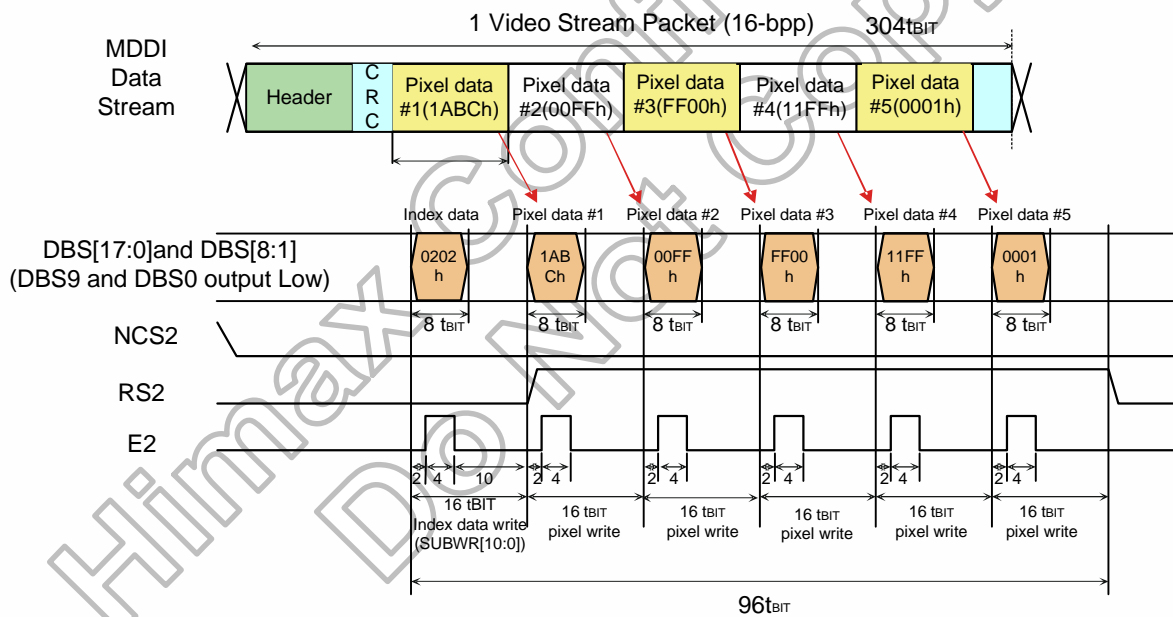 1 Video Stream Packet (16-bpp)
304tBIT
MDDI
Data
Stream
Header
C
R
C
Pixel data
#1(1ABCh)
Pixel data
#2(00FFh)
Pixel data
#3(FF00h)
Pixel data
#4(11FFh)
Pixel data
#5(0001h)
Index data
Pixel data #1
Pixel data #2
Pixel data #3
Pixel data #4
Pixel data #5
DBS[17:0]and DBS[8:1]
(DBS9 and DBS0 output Low)
0202
h
1AB
Ch
00FF
h
FF00
h
11FF
h
0001
h
8 tBIT
8 tBIT
8 tBIT
8 tBIT
8 tBIT
8 tBIT
NCS2
RS2
E2
2 4 10
2 4
2 4
2 4
2 4
2 4
16 tBIT
Index data write
(SUBWR[10:0])
16 tBIT
pixel write
16 tBIT
pixel write
16 tBIT
pixel write
16 tBIT
pixel write
16 tBIT
pixel write
96tBIT